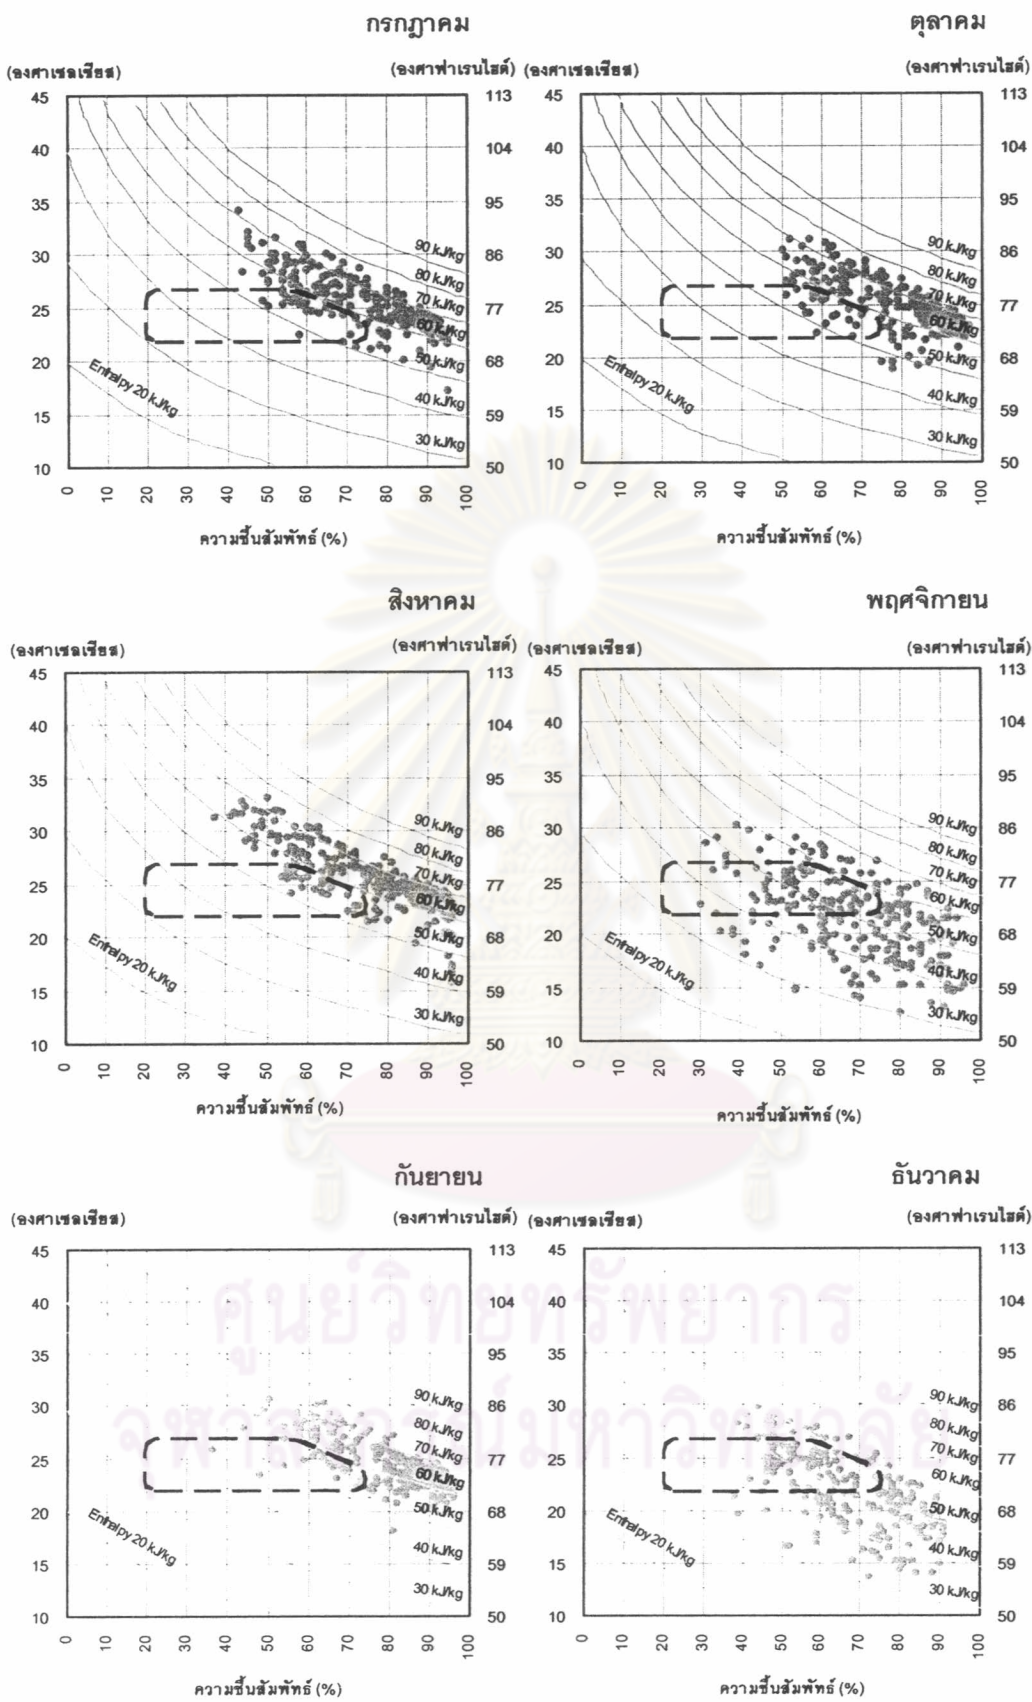 กรกฎาคม
(องศาเซลเซียส)
(องศาฟาเรนไฮต์)
45
40
35
30
25
20
15
10
113
104
95
86
77
68
59
50
90 kJ/kg
80 kJ/kg
70 kJ/kg
60 kJ/kg
50 kJ/kg
40 kJ/kg
30 kJ/kg
Enthalpy 20 kJ/kg
0 10 20 30 40 50 60 70 80 90 100
ความชื้นสัมพัทธ์ (%)
ตุลาคม
(องศาเซลเซียส)
(องศาฟาเรนไฮต์)
45
40
35
30
25
20
15
10
113
104
95
86
77
68
59
50
90 kJ/kg
80 kJ/kg
70 kJ/kg
60 kJ/kg
50 kJ/kg
40 kJ/kg
30 kJ/kg
Enthalpy 20 kJ/kg
0 10 20 30 40 50 60 70 80 90 100
ความชื้นสัมพัทธ์ (%)
สิงหาคม
(องศาเซลเซียส)
(องศาฟาเรนไฮต์)
45
40
35
30
25
20
15
10
113
104
95
86
77
68
59
50
90 kJ/kg
80 kJ/kg
70 kJ/kg
60 kJ/kg
50 kJ/kg
40 kJ/kg
30 kJ/kg
Enthalpy 20 kJ/kg
0 10 20 30 40 50 60 70 80 90 100
ความชื้นสัมพัทธ์ (%)
พฤศจิกายน
(องศาเซลเซียส)
(องศาฟาเรนไฮต์)
45
40
35
30
25
20
15
10
113
104
95
86
77
68
59
50
90 kJ/kg
80 kJ/kg
70 kJ/kg
60 kJ/kg
50 kJ/kg
40 kJ/kg
30 kJ/kg
Enthalpy 20 kJ/kg
0 10 20 30 40 50 60 70 80 90 100
ความชื้นสัมพัทธ์ (%)
กันยายน
(องศาเซลเซียส)
(องศาฟาเรนไฮต์)
45
40
35
30
25
20
15
10
113
104
95
86
77
68
59
50
90 kJ/kg
80 kJ/kg
70 kJ/kg
60 kJ/kg
50 kJ/kg
40 kJ/kg
30 kJ/kg
Enthalpy 20 kJ/kg
0 10 20 30 40 50 60 70 80 90 100
ความชื้นสัมพัทธ์ (%)
ธันวาคม
(องศาเซลเซียส)
(องศาฟาเรนไฮต์)
45
40
35
30
25
20
15
10
113
104
95
86
77
68
59
50
90 kJ/kg
80 kJ/kg
70 kJ/kg
60 kJ/kg
50 kJ/kg
40 kJ/kg
30 kJ/kg
Enthalpy 20 kJ/kg
0 10 20 30 40 50 60 70 80 90 100
ความชื้นสัมพัทธ์ (%)
ศูนย์วิทยทรัพยากร
จุฬาลงกรณ์มหาวิทยาลัย